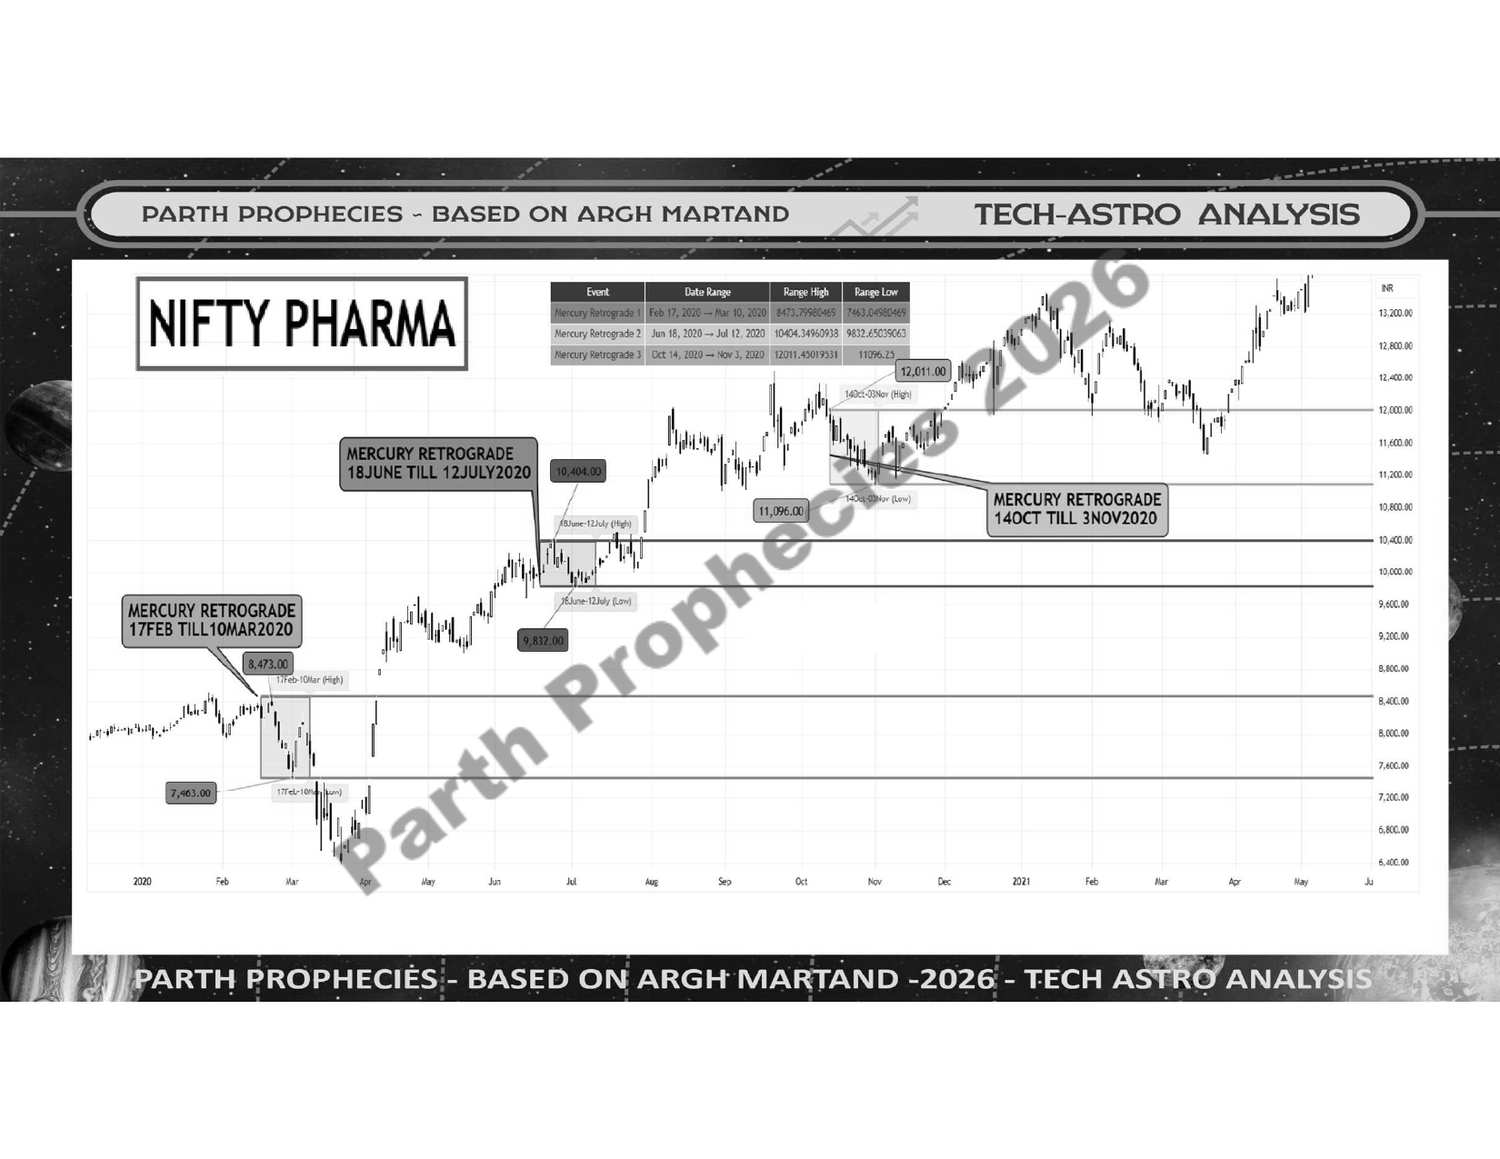 PARTH PROPHECIES ~ BASED ON ARGH MARTAND
TECH-ASTRO ANALYSIS
NIFTY PHARMA
Event Date Range Range High Range Low
Mercury Retrograde 1 Feb 17, 2020 → Mar 10, 2020 8473.79980469 7463.04980469
Mercury Retrograde 2 Jun 18, 2020 → Jul 12, 2020 10404.34960938 9832.65039063
Mercury Retrograde 3 Oct 14, 2020 → Nov 3, 2020 12011.45019531 11096.25
INR
13,200.00
12,800.00
12,400.00
12,000.00
11,600.00
11,200.00
10,800.00
10,400.00
10,000.00
9,600.00
9,200.00
8,800.00
8,400.00
8,000.00
7,600.00
7,200.00
6,800.00
6,400.00
12,011.00
14Oct-03Nov (High)
MERCURY RETROGRADE
18JUNE TILL 12JULY2020
10,404.00
18June-12July (High)
11,096.00
14Oct-03Nov (Low)
MERCURY RETROGRADE
14OCT TILL 3NOV2020
18June-12July (Low)
9,832.00
MERCURY RETROGRADE
17FEB TILL10MAR2020
8,473.00
17Feb-10Mar (High)
7,463.00
17Feb-10Mar (Low)
Parth Prophecies 2026
2020 Feb Mar Apr May Jun Jul Aug Sep Oct Nov Dec 2021 Feb Mar Apr May Ju
PARTH PROPHECIES - BASED ON ARGH MARTAND -2026 - TECH ASTRO ANALYSIS